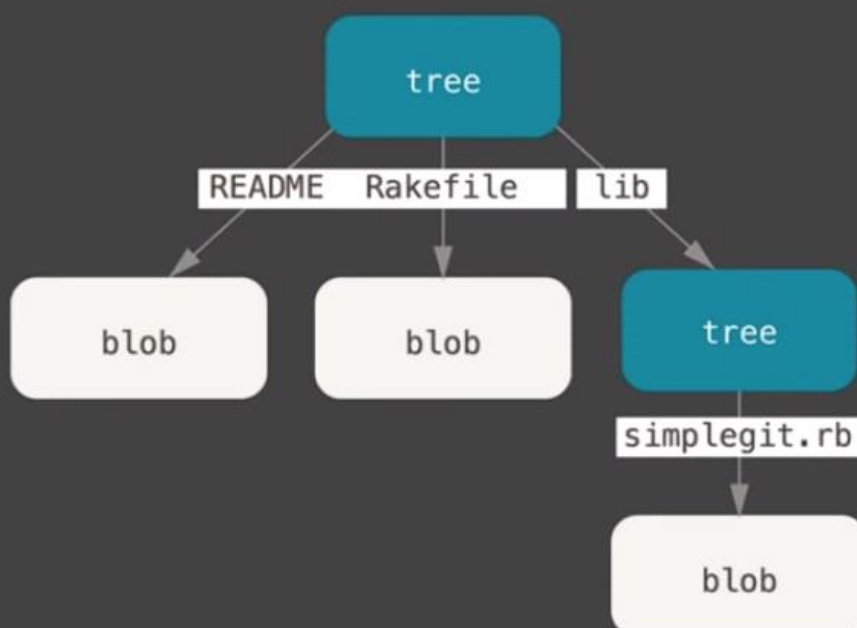 tree
README Rakefile lib
blob blob tree
simplegit.rb
blob